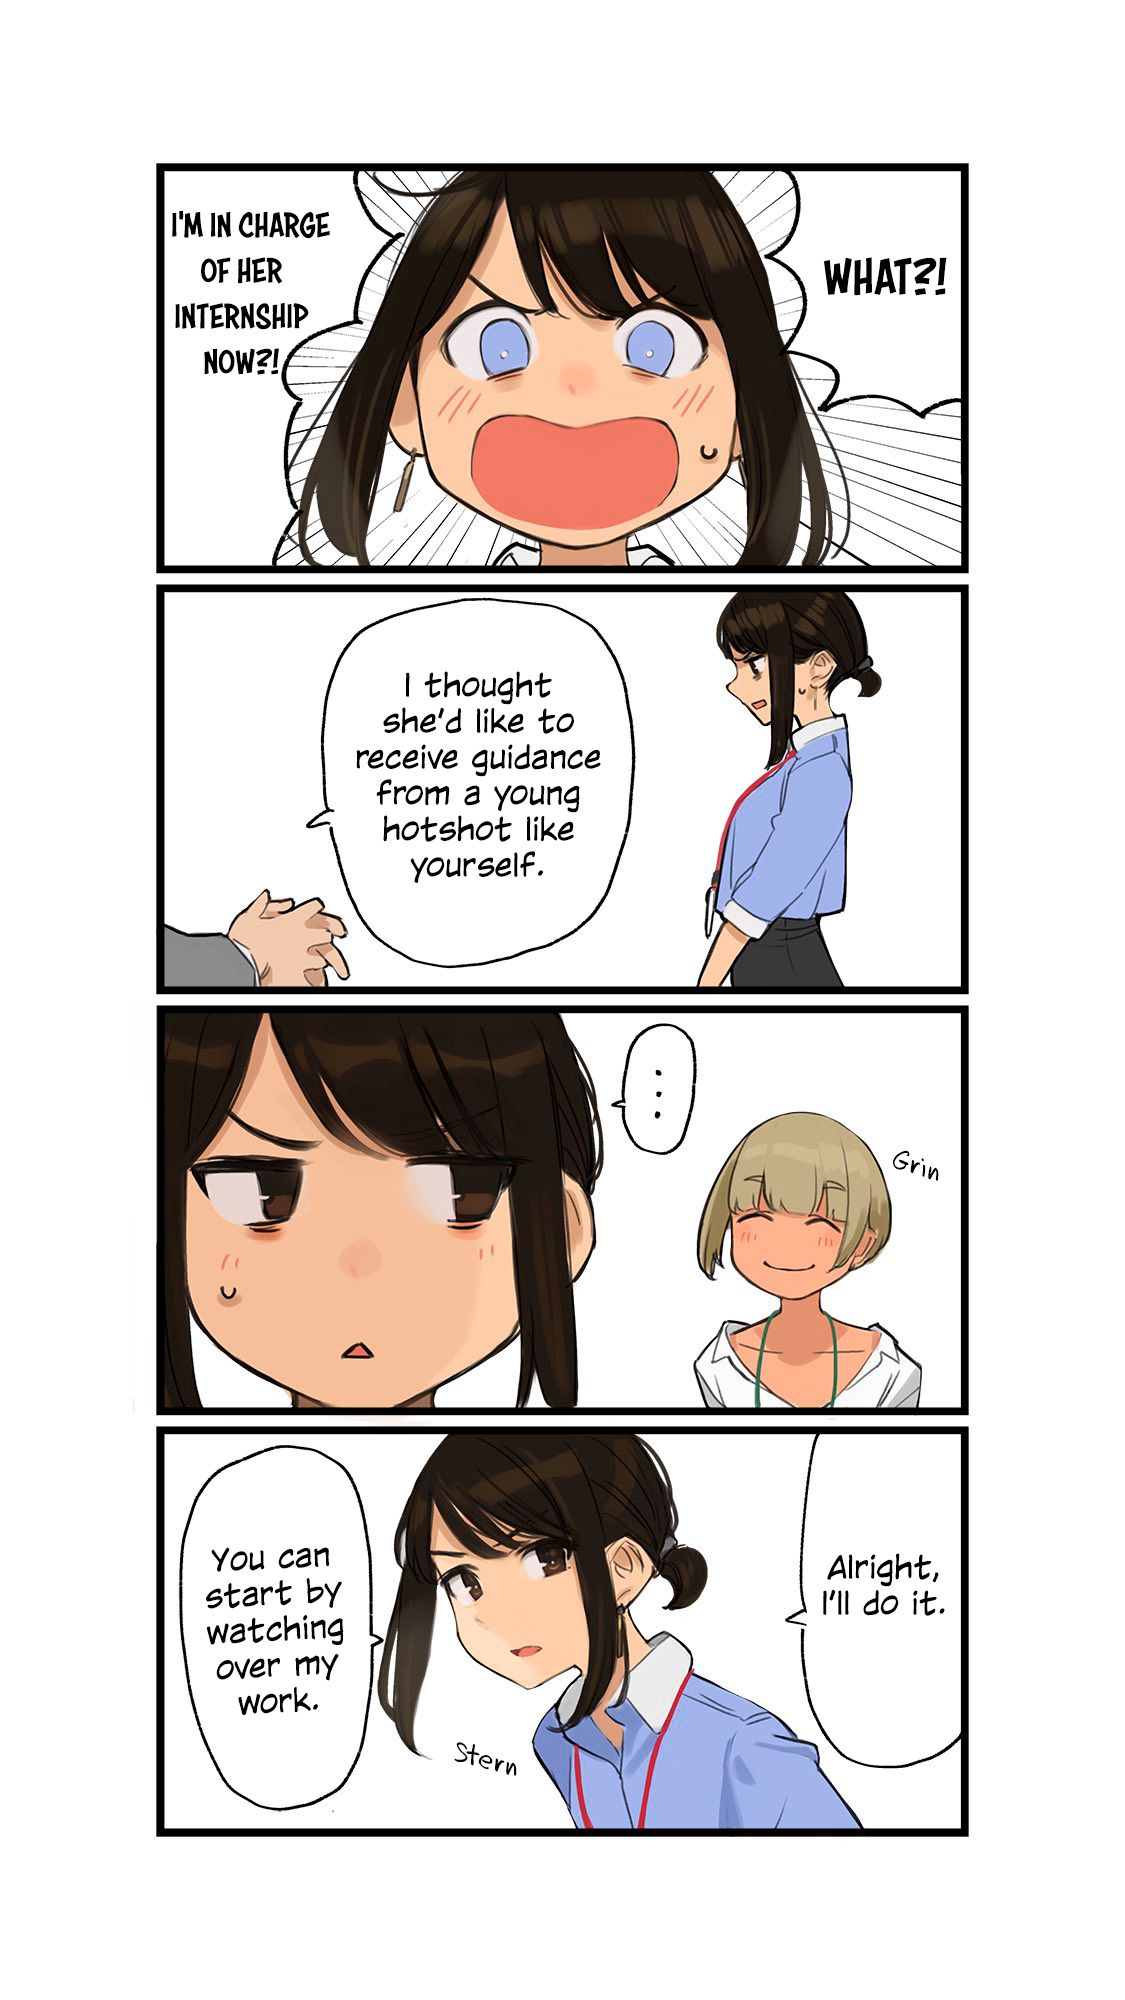 WHAT?!
I'M IN CHARGE
OF HER
INTERNSHIP
NOW?!
I thought
she'd like to
receive guidance
from a young
hotshot like
yourself.
...
Grin
Alright,
I'll do it.
You can
start by
watching
over my
work.
Stern